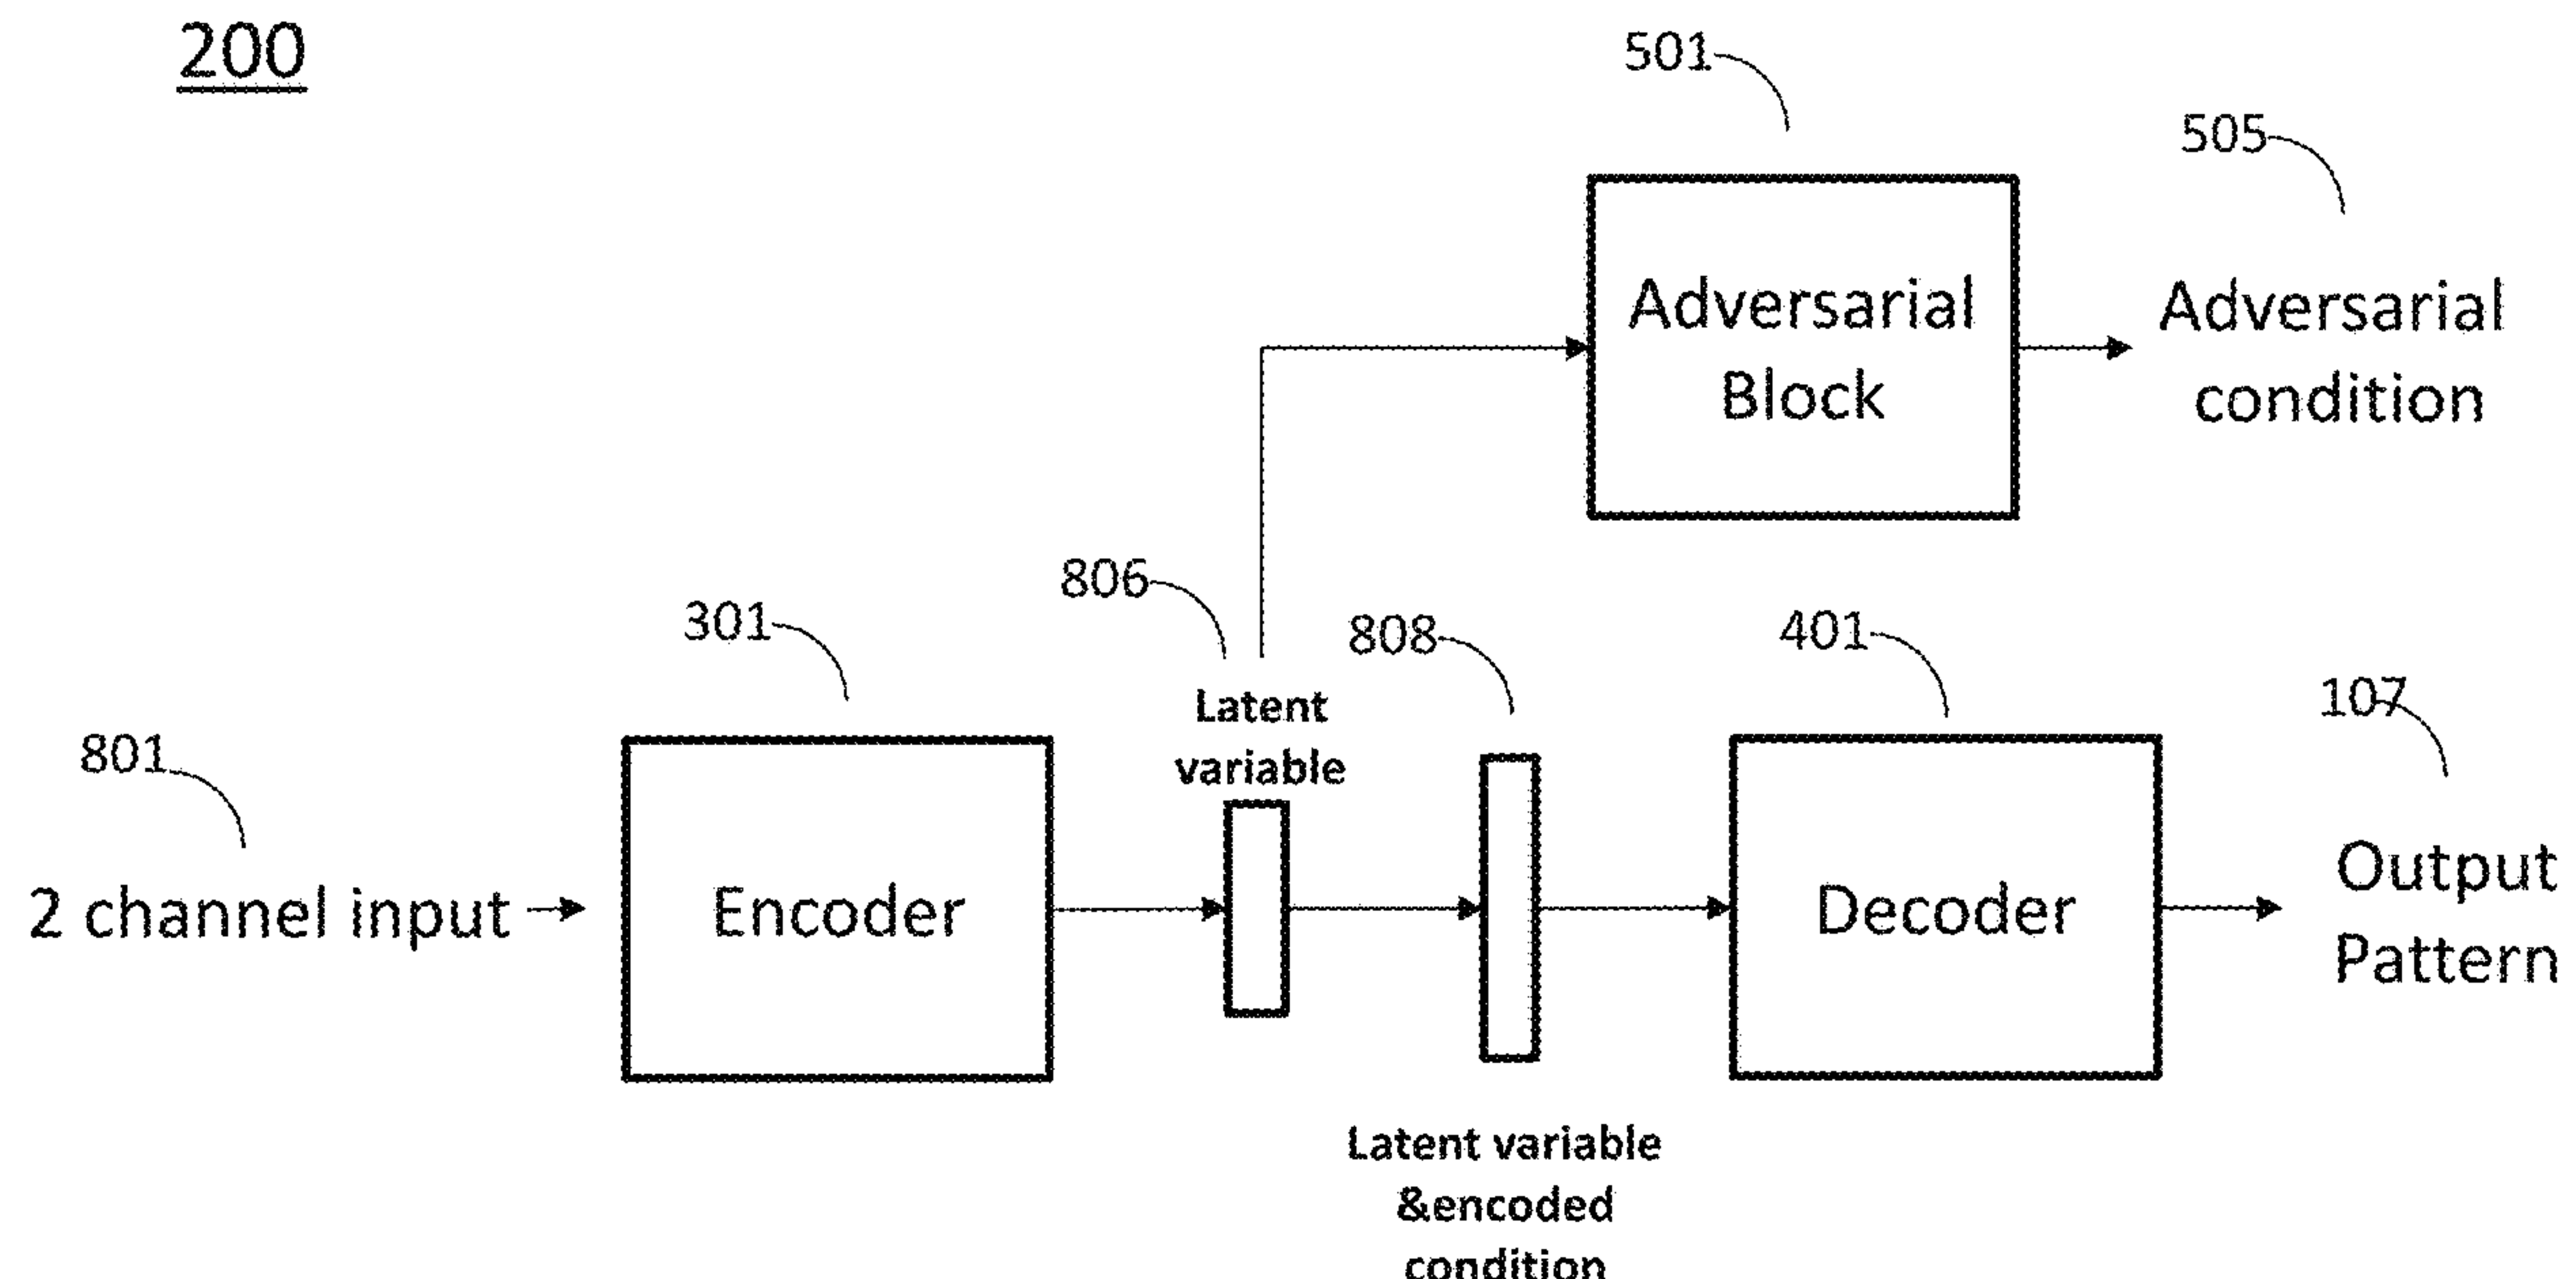 200
501
505
Adversarial
Block
Adversarial
condition
806
301
808
401
107
801
Latent
variable
2 channel input
Encoder
Decoder
Output
Pattern
Latent variable
&encoded
condition